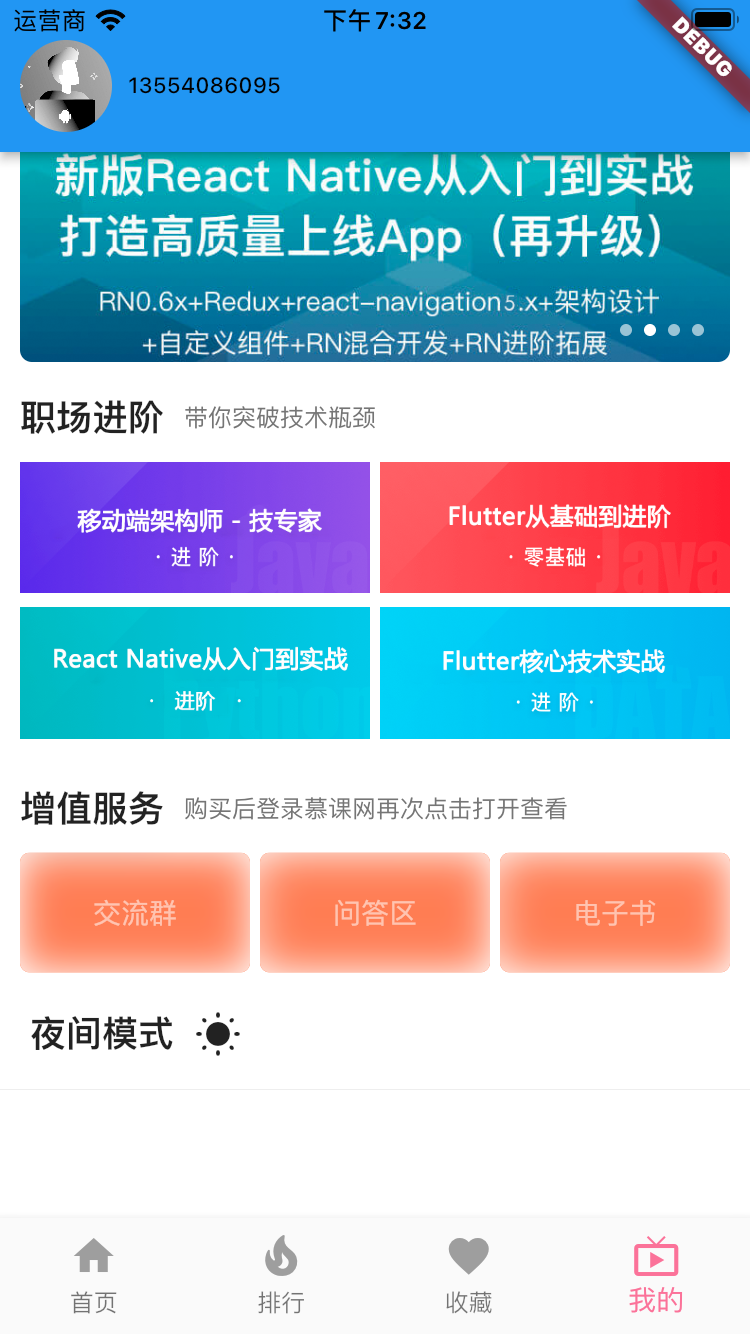 运营商 下午 7:32
DEBUG
13554086095
新版React Native从入门到实战
打造高质量上线App（再升级）
RN0.6x+Redux+react-navigation5.x+架构设计
+自定义组件+RN混合开发+RN进阶拓展
职场进阶 带你突破技术瓶颈
移动端架构师 - 技专家
· 进 阶 ·
Java
Flutter从基础到进阶
· 零基础 ·
Java
React Native从入门到实战
· 进阶 ·
Python
Flutter核心技术实战
· 进 阶 ·
DATA
增值服务 购买后登录慕课网再次点击打开查看
交流群 问答区 电子书
夜间模式
首页 排行 收藏 我的